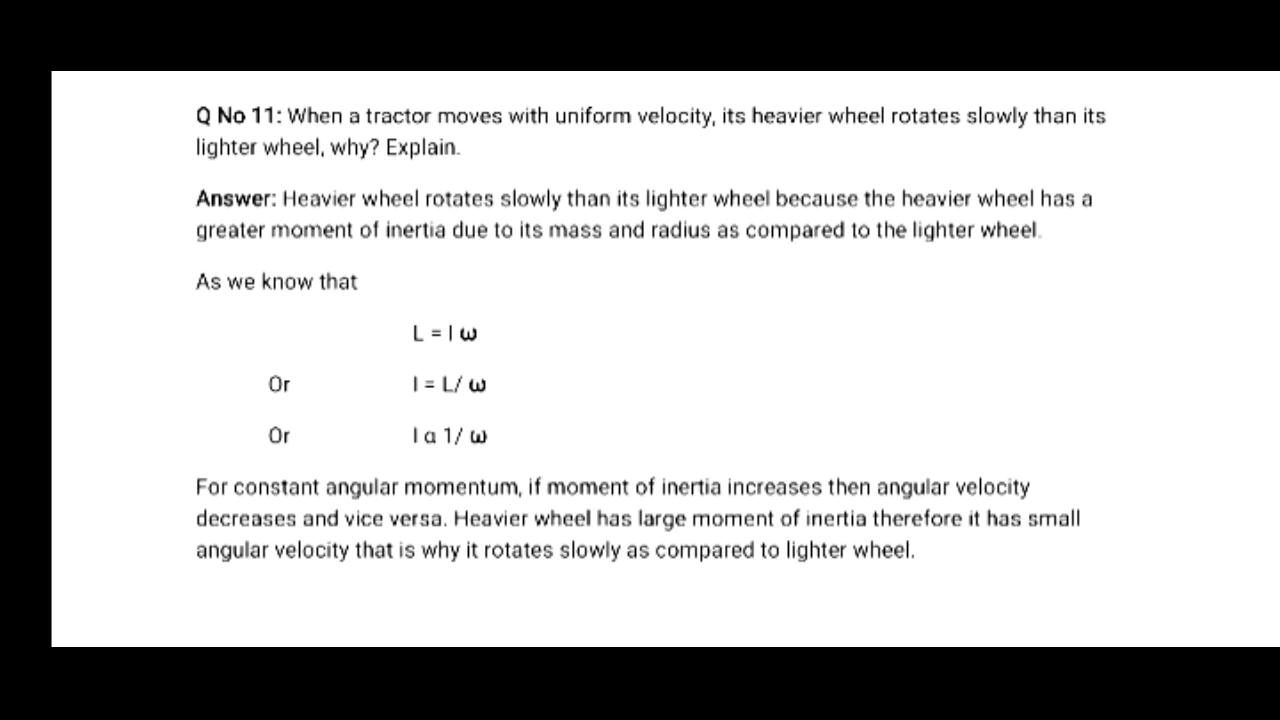 Q No 11: When a tractor moves with uniform velocity, its heavier wheel rotates slowly than its
lighter wheel, why? Explain.
Answer: Heavier wheel rotates slowly than its lighter wheel because the heavier wheel has a
greater moment of inertia due to its mass and radius as compared to the lighter wheel.
As we know that
L = I ω
Or I = L/ ω
Or I α 1/ ω
For constant angular momentum, if moment of inertia increases then angular velocity
decreases and vice versa. Heavier wheel has large moment of inertia therefore it has small
angular velocity that is why it rotates slowly as compared to lighter wheel.